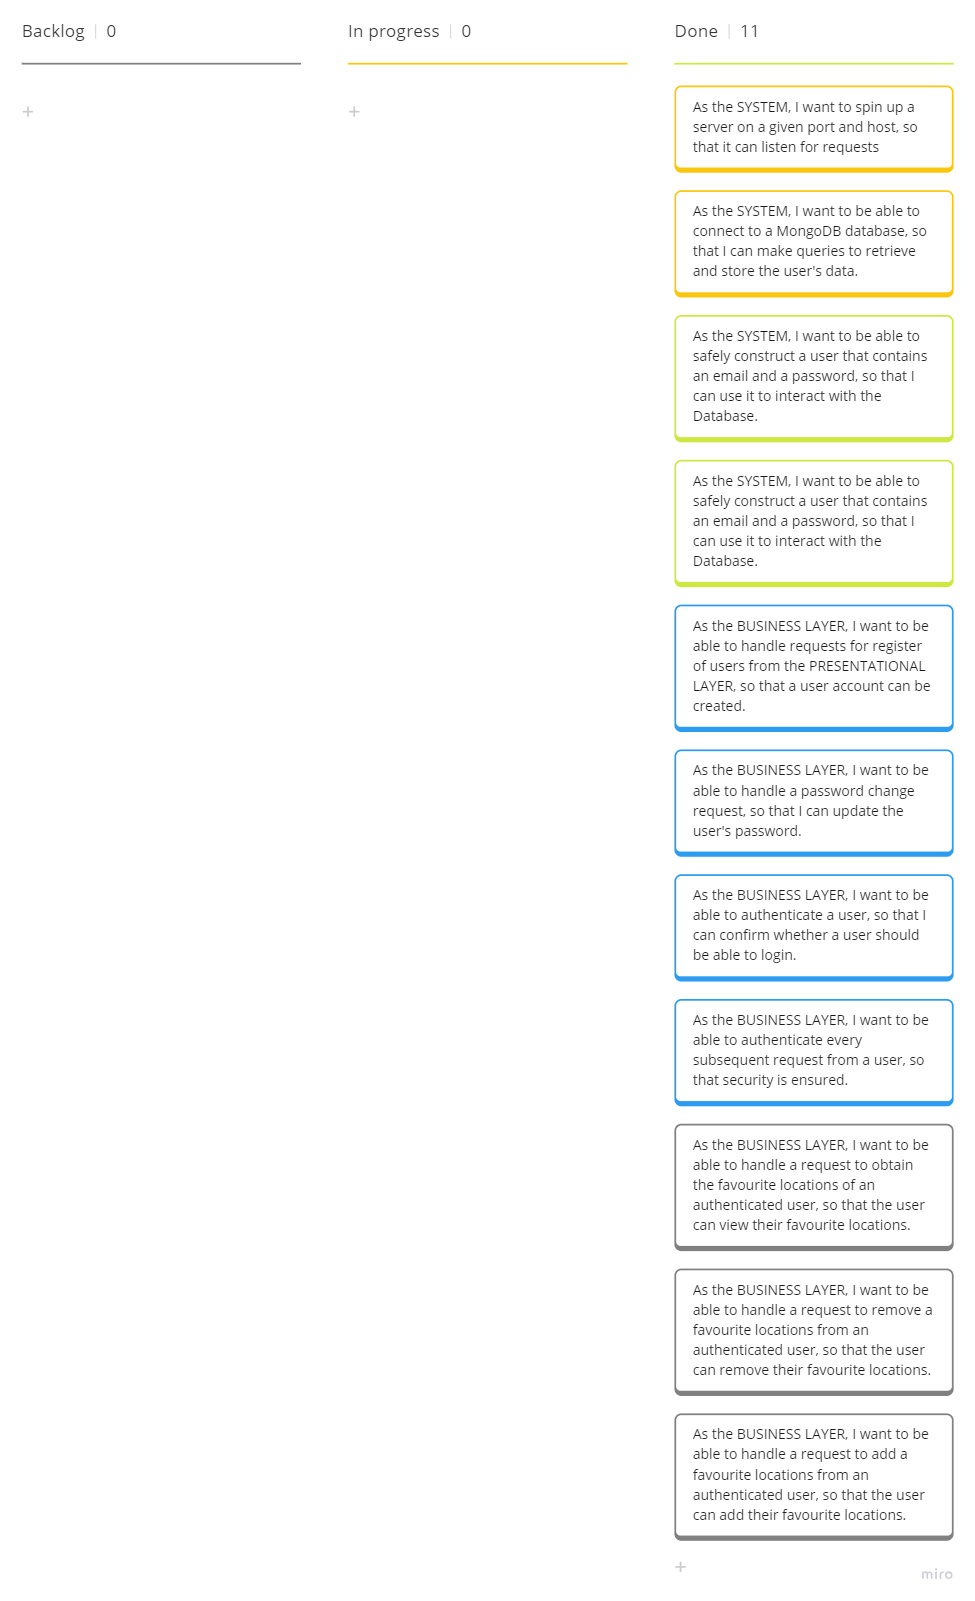 Backlog | 0
In progress | 0
Done | 11
+
+
As the SYSTEM, I want to spin up a
server on a given port and host, so
that it can listen for requests
As the SYSTEM, I want to be able to
connect to a MongoDB database, so
that I can make queries to retrieve
and store the user's data.
As the SYSTEM, I want to be able to
safely construct a user that contains
an email and a password, so that I
can use it to interact with the
Database.
As the SYSTEM, I want to be able to
safely construct a user that contains
an email and a password, so that I
can use it to interact with the
Database.
As the BUSINESS LAYER, I want to be
able to handle requests for register
of users from the PRESENTATIONAL
LAYER, so that a user account can be
created.
As the BUSINESS LAYER, I want to be
able to handle a password change
request, so that I can update the
user's password.
As the BUSINESS LAYER, I want to be
able to authenticate a user, so that I
can confirm whether a user should
be able to login.
As the BUSINESS LAYER, I want to be
able to authenticate every
subsequent request from a user, so
that security is ensured.
As the BUSINESS LAYER, I want to be
able to handle a request to obtain
the favourite locations of an
authenticated user, so that the user
can view their favourite locations.
As the BUSINESS LAYER, I want to be
able to handle a request to remove a
favourite locations from an
authenticated user, so that the user
can remove their favourite locations.
As the BUSINESS LAYER, I want to be
able to handle a request to add a
favourite locations from an
authenticated user, so that the user
can add their favourite locations.
+
miro